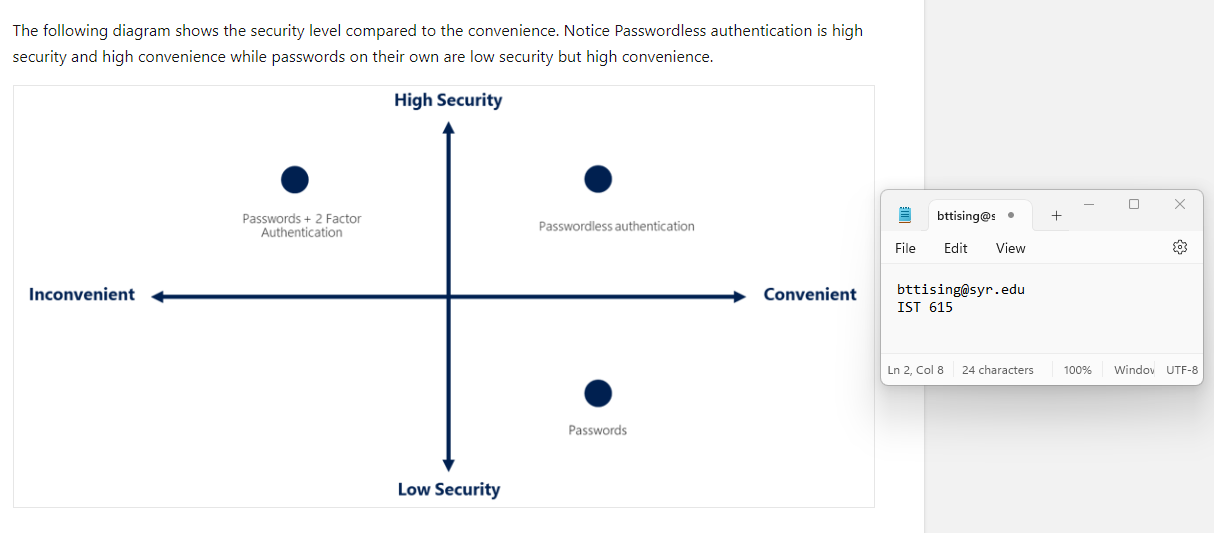 The following diagram shows the security level compared to the convenience. Notice Passwordless authentication is high
security and high convenience while passwords on their own are low security but high convenience.
High Security
Passwords + 2 Factor
Authentication
Passwordless authentication
Inconvenient
Convenient
Passwords
Low Security
bttising@s
File Edit View
bttising@syr.edu
IST 615
Ln 2, Col 8 24 characters 100% Windov UTF-8